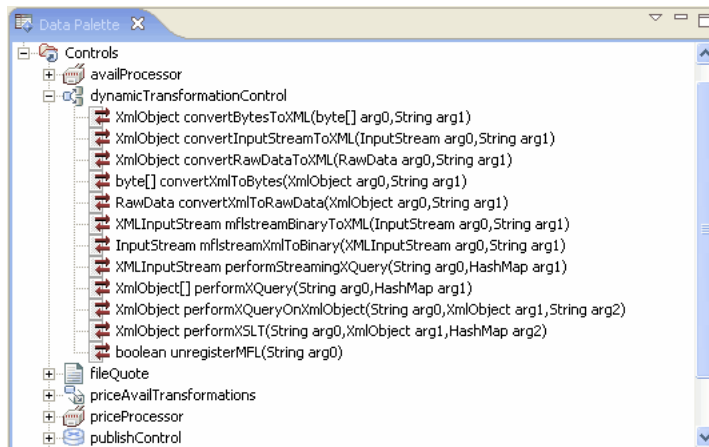 Data Palette
Controls
availProcessor
dynamicTransformationControl
XmlObject convertBytesToXML(byte[] arg0,String arg1)
XmlObject convertInputStreamToXML(InputStream arg0,String arg1)
XmlObject convertRawDataToXML(RawData arg0,String arg1)
byte[] convertXmlToBytes(XmlObject arg0,String arg1)
RawData convertXmlToRawData(XmlObject arg0,String arg1)
XMLInputStream mflstreamBinaryToXML(InputStream arg0,String arg1)
InputStream mflstreamXmlToBinary(XMLInputStream arg0,String arg1)
XMLInputStream performStreamingXQuery(String arg0,HashMap arg1)
XmlObject[] performXQuery(String arg0,HashMap arg1)
XmlObject performXQueryOnXmlObject(String arg0,XmlObject arg1,String arg2)
XmlObject performXSLT(String arg0,XmlObject arg1,HashMap arg2)
boolean unregisterMFL(String arg0)
fileQuote
priceAvailTransformations
priceProcessor
publishControl